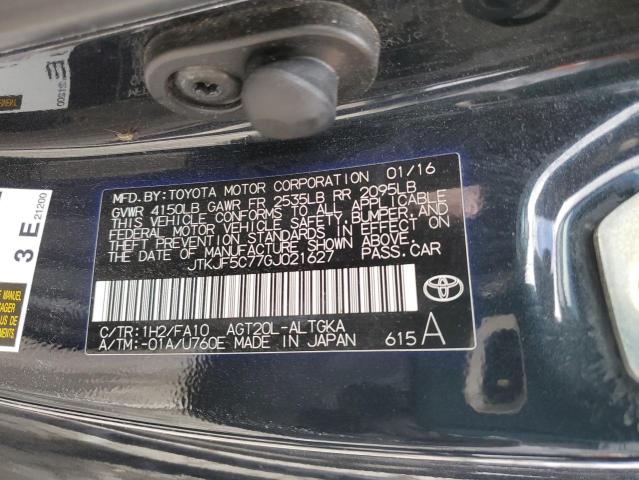 MFD.BY:TOYOTA MOTOR CORPORATION 01/16
GVWR 4150LB GAWR FR 2535LB RR 2095LB
THIS VEHICLE CONFORMS TO ALL APPLICABLE
FEDERAL MOTOR VEHICLE SAFETY, BUMPER, AND
THEFT PREVENTION STANDARDS IN EFFECT ON
THE DATE OF MANUFACTURE SHOWN ABOVE.
JTKJF5C77GJ021627 PASS.CAR
C/TR:1H2/FA10 AGT20L-ALTGKA
A/TM:-01A/U760E MADE IN JAPAN 615A
3 E
21200